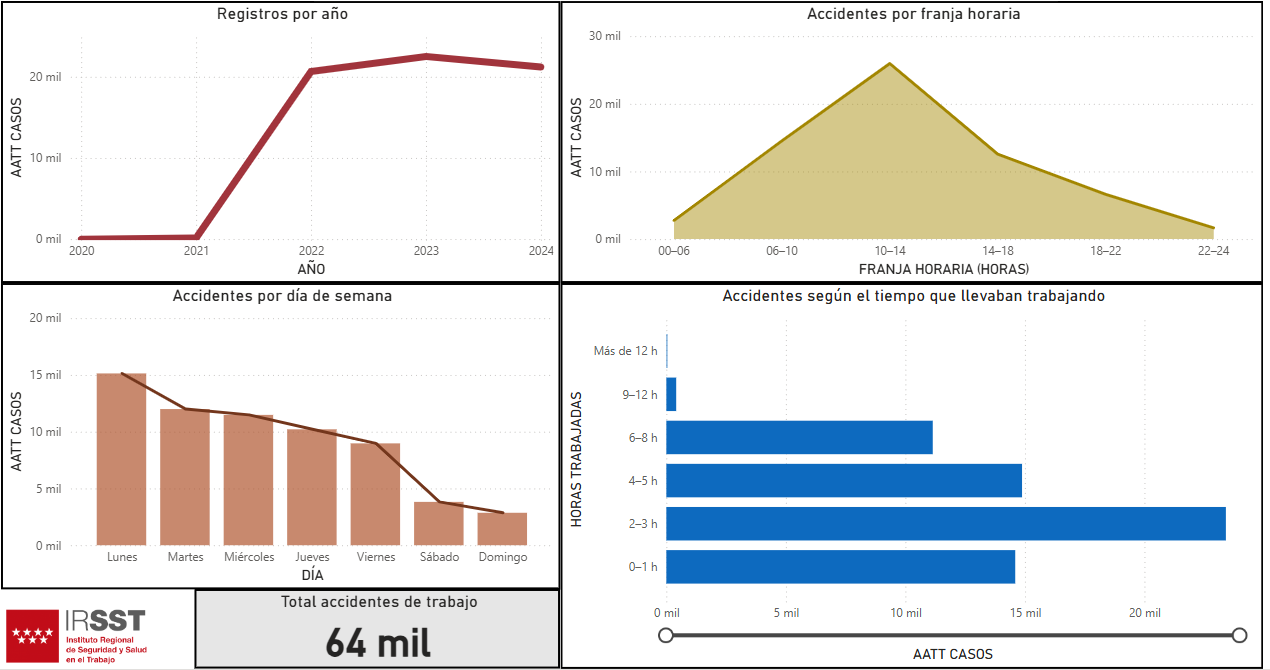 Registros por año
AATT CASOS
20 mil
10 mil
0 mil
2020 2021 2022 2023 2024
AÑO
Accidentes por franja horaria
AATT CASOS
30 mil
20 mil
10 mil
0 mil
00–06 06–10 10–14 14–18 18–22 22–24
FRANJA HORARIA (HORAS)
Accidentes por día de semana
AATT CASOS
20 mil
15 mil
10 mil
5 mil
0 mil
Lunes Martes Miércoles Jueves Viernes Sábado Domingo
DÍA
Accidentes según el tiempo que llevaban trabajando
HORAS TRABAJADAS
Más de 12 h
9–12 h
6–8 h
4–5 h
2–3 h
0–1 h
0 mil 5 mil 10 mil 15 mil 20 mil
AATT CASOS
IRSST
Instituto Regional
de Seguridad y Salud
en el Trabajo
Total accidentes de trabajo
64 mil